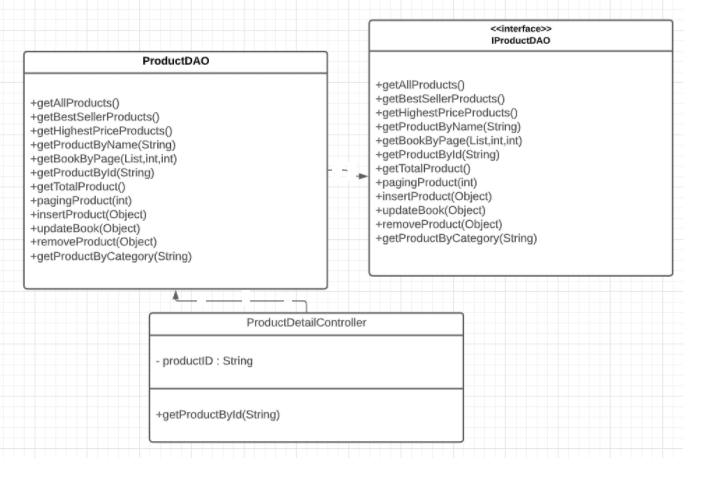 ProductDAO
+getAllProducts()
+getBestSellerProducts()
+getHighestPriceProducts()
+getProductByName(String)
+getBookByPage(List,int,int)
+getProductById(String)
+getTotalProduct()
+pagingProduct(int)
+insertProduct(Object)
+updateBook(Object)
+removeProduct(Object)
+getProductByCategory(String)
<<interface>>
IProductDAO
+getAllProducts()
+getBestSellerProducts()
+getHighestPriceProducts()
+getProductByName(String)
+getBookByPage(List,int,int)
+getProductById(String)
+getTotalProduct()
+pagingProduct(int)
+insertProduct(Object)
+updateBook(Object)
+removeProduct(Object)
+getProductByCategory(String)
ProductDetailController
- productID : String
+getProductById(String)